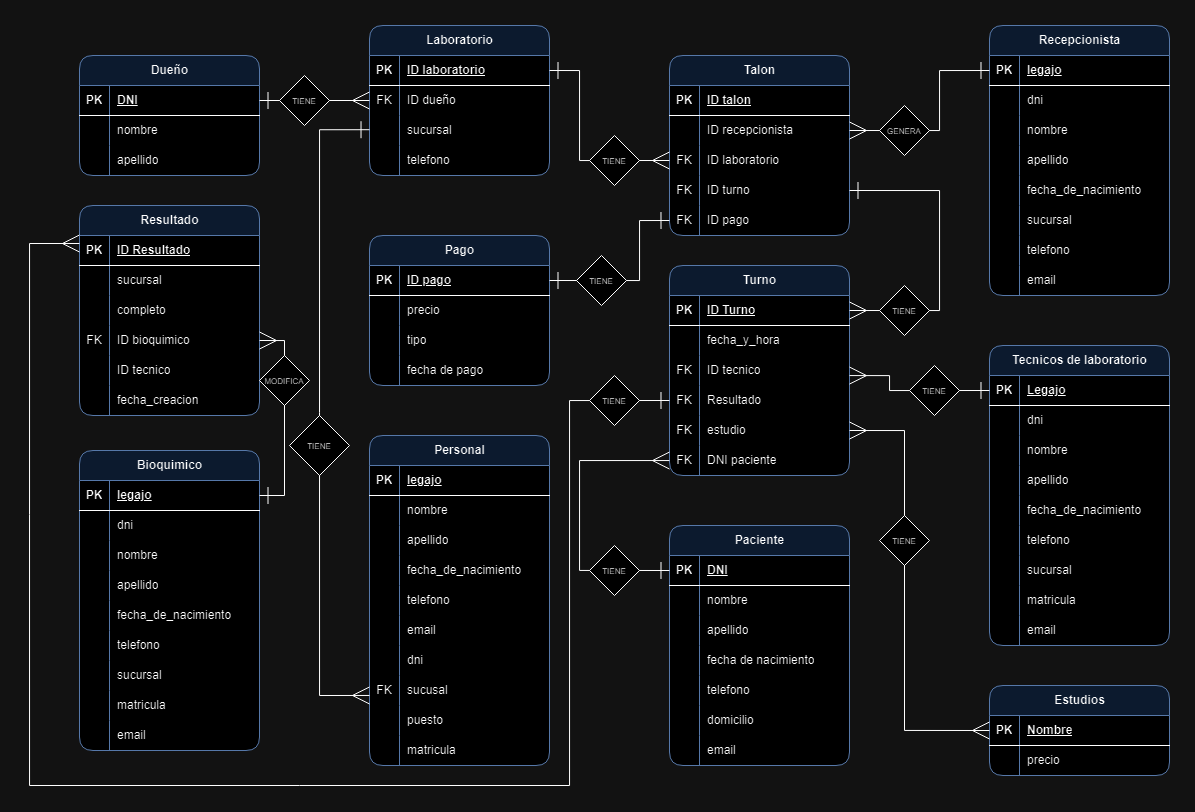 Dueño
PK DNI
nombre
apellido
TIENE
Laboratorio
PK ID laboratorio
FK ID dueño
sucursal
telefono
TIENE
Talon
PK ID talon
ID recepcionista
FK ID laboratorio
FK ID turno
FK ID pago
GENERA
Recepcionista
PK legajo
dni
nombre
apellido
fecha_de_nacimiento
sucursal
telefono
email
Resultado
PK ID Resultado
sucursal
completo
FK ID bioquimico
ID tecnico
fecha_creacion
MODIFICA
Pago
PK ID pago
precio
tipo
fecha de pago
TIENE
Turno
PK ID Turno
fecha_y_hora
FK ID tecnico
FK Resultado
FK estudio
FK DNI paciente
TIENE
TIENE
TIENE
Tecnicos de laboratorio
PK Legajo
dni
nombre
apellido
fecha_de_nacimiento
telefono
sucursal
matricula
email
Bioquimico
PK legajo
dni
nombre
apellido
fecha_de_nacimiento
telefono
sucursal
matricula
email
TIENE
Personal
PK legajo
nombre
apellido
fecha_de_nacimiento
telefono
email
dni
FK sucusal
puesto
matricula
TIENE
Paciente
PK DNI
nombre
apellido
fecha de nacimiento
telefono
domicilio
email
TIENE
Estudios
PK Nombre
precio